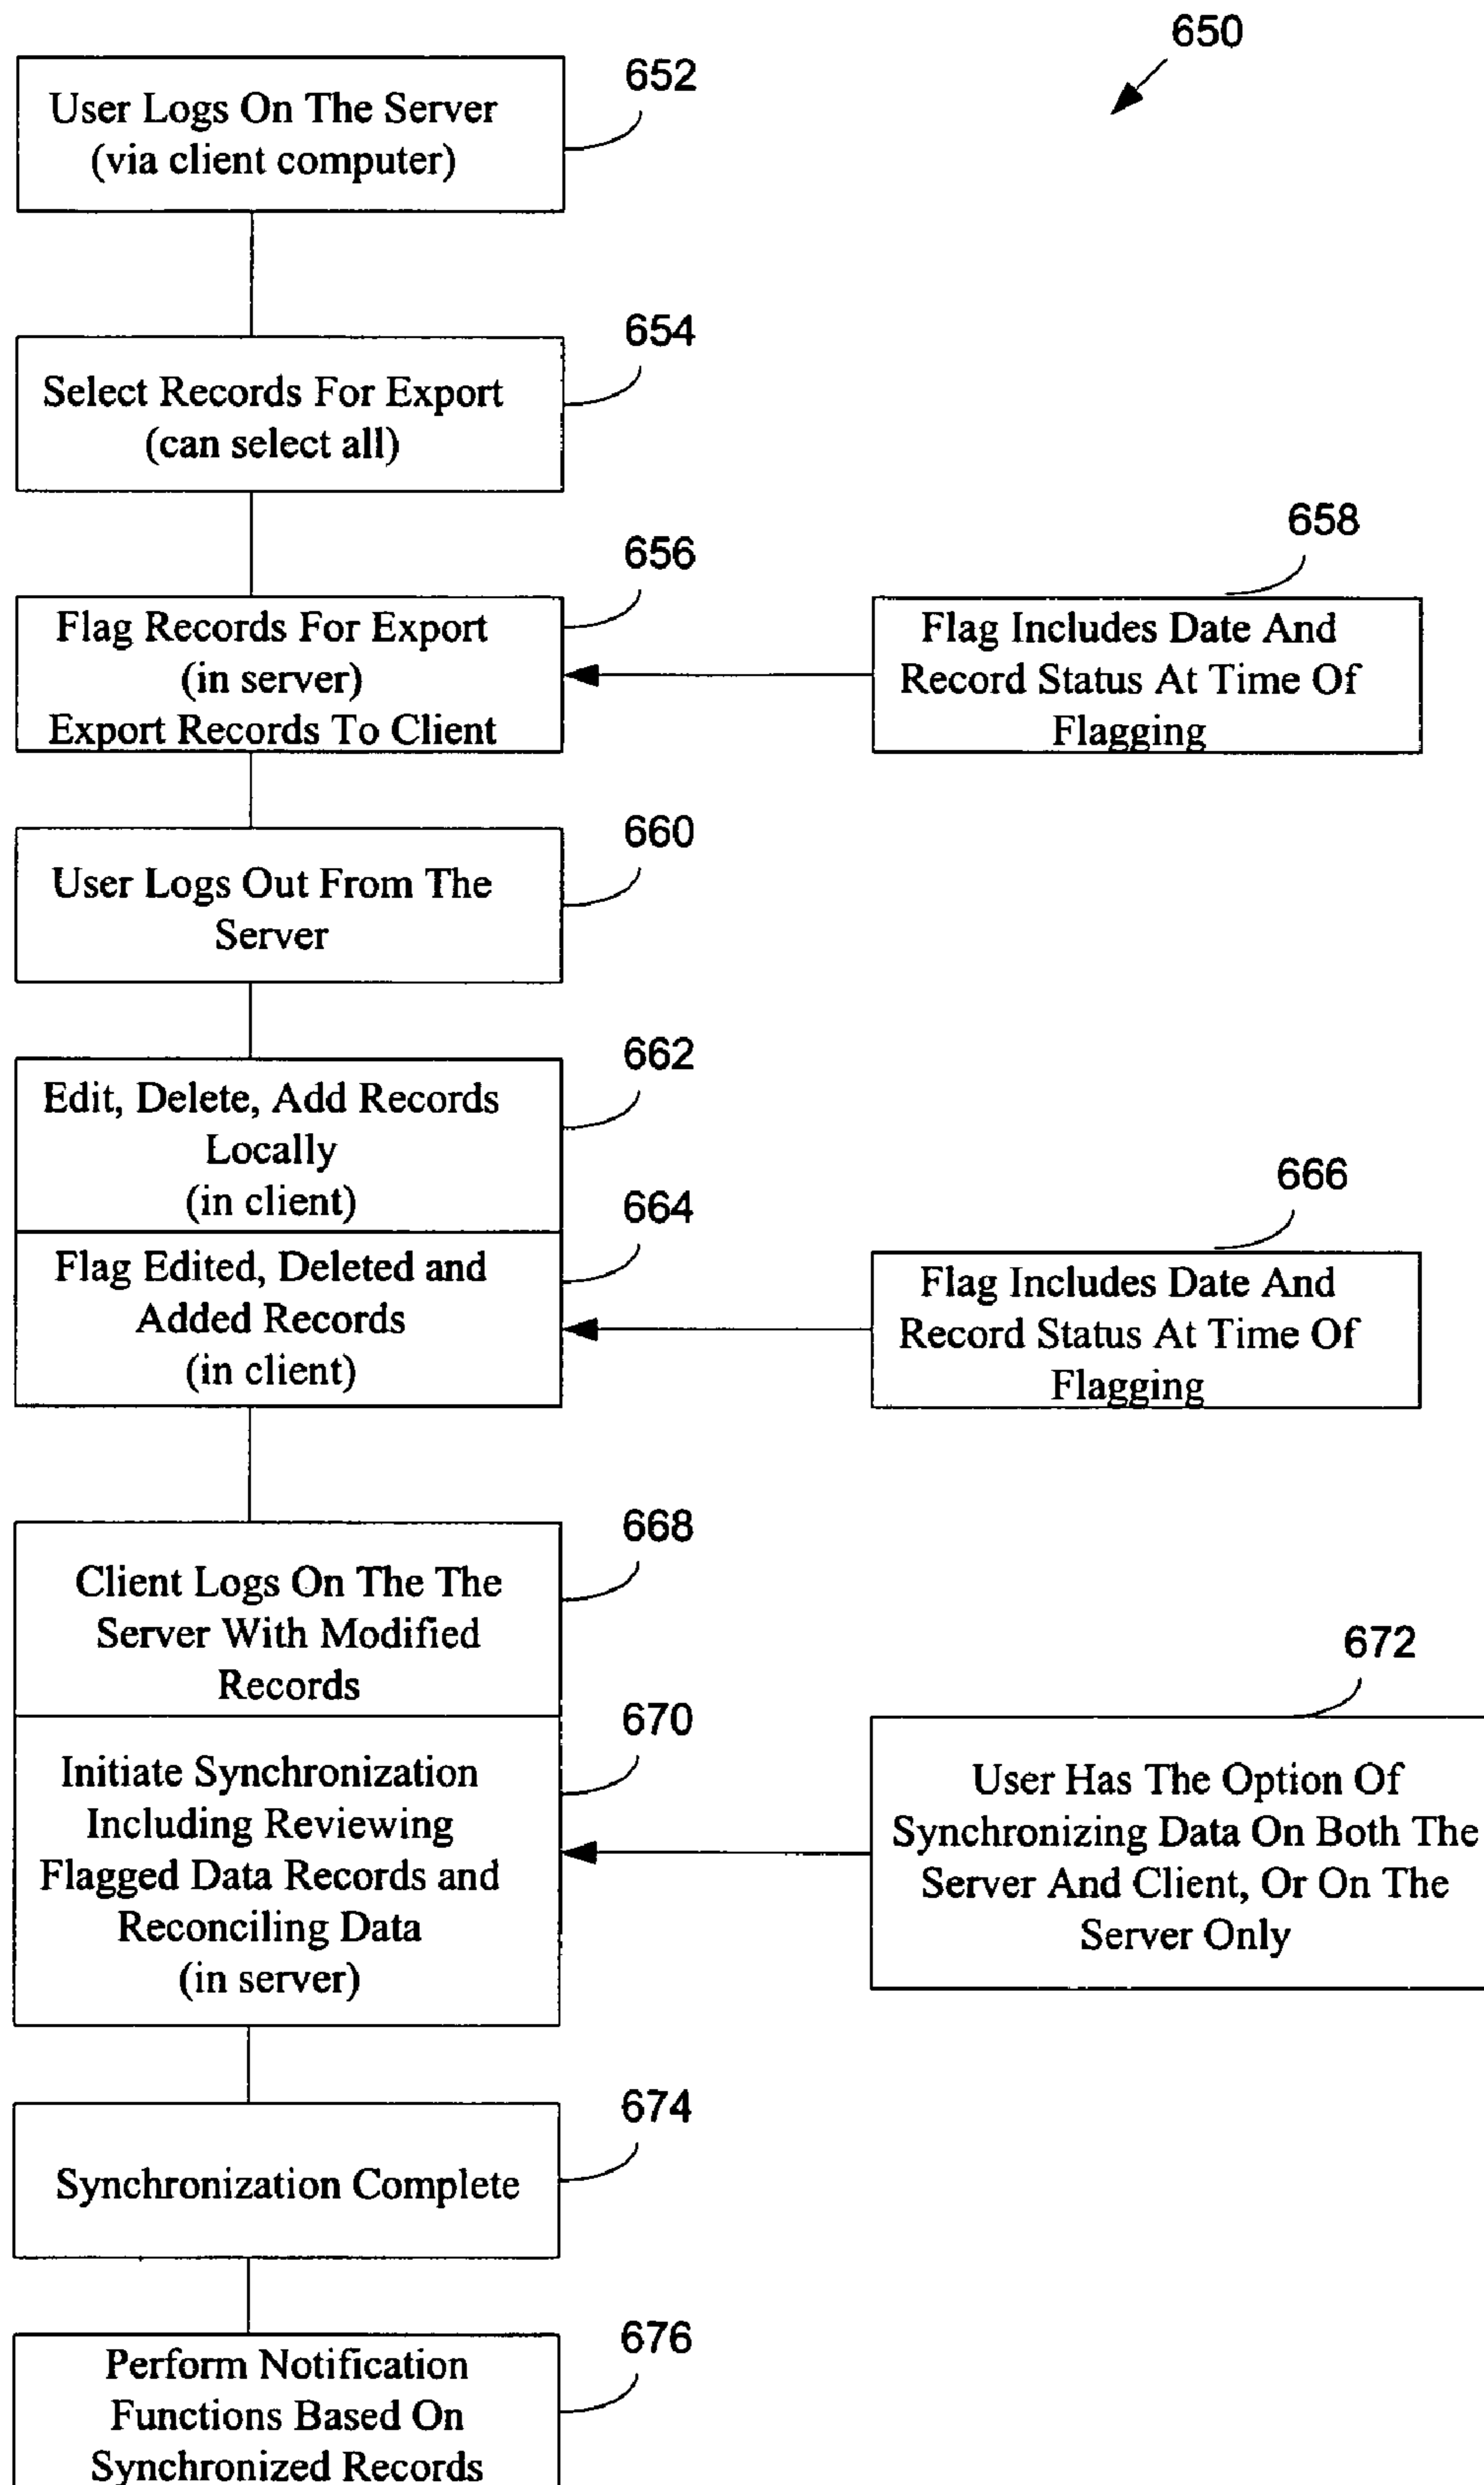 650
652
User Logs On The Server
(via client computer)
654
Select Records For Export
(can select all)
656
Flag Records For Export
(in server)
Export Records To Client
658
Flag Includes Date And
Record Status At Time Of
Flagging
660
User Logs Out From The
Server
662
Edit, Delete, Add Records
Locally
(in client)
664
Flag Edited, Deleted and
Added Records
(in client)
666
Flag Includes Date And
Record Status At Time Of
Flagging
668
Client Logs On The The
Server With Modified
Records
670
Initiate Synchronization
Including Reviewing
Flagged Data Records and
Reconciling Data
(in server)
672
User Has The Option Of
Synchronizing Data On Both The
Server And Client, Or On The
Server Only
674
Synchronization Complete
676
Perform Notification
Functions Based On
Synchronized Records